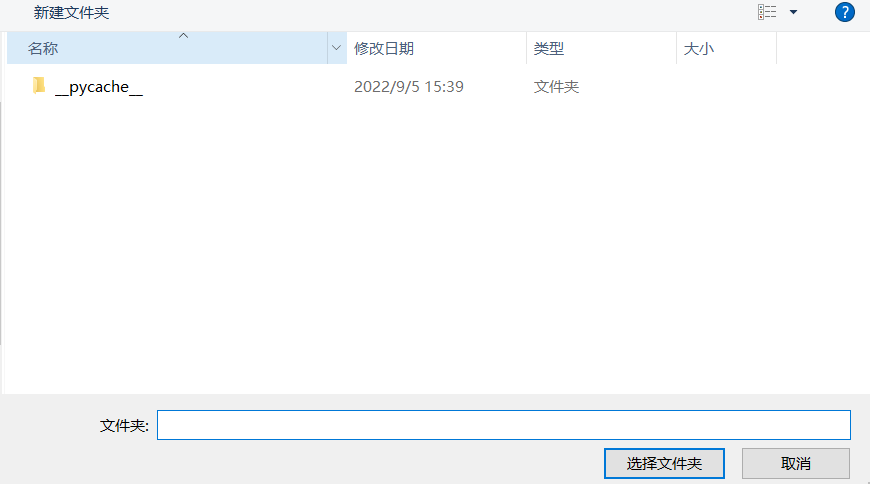 新建文件夹 ?
名称 修改日期 类型 大小
__pycache__ 2022/9/5 15:39 文件夹
文件夹:
选择文件夹 取消